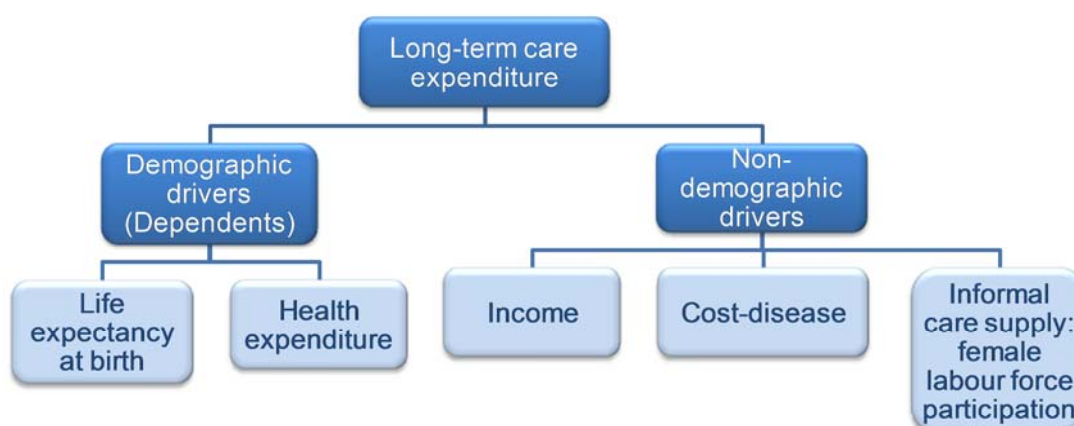 Long-term care
expenditure
Demographic
drivers
(Dependents)
Non-
demographic
drivers
Life
expectancy
at birth
Health
expenditure
Income
Cost-disease
Informal
care supply:
female
labour force
participation